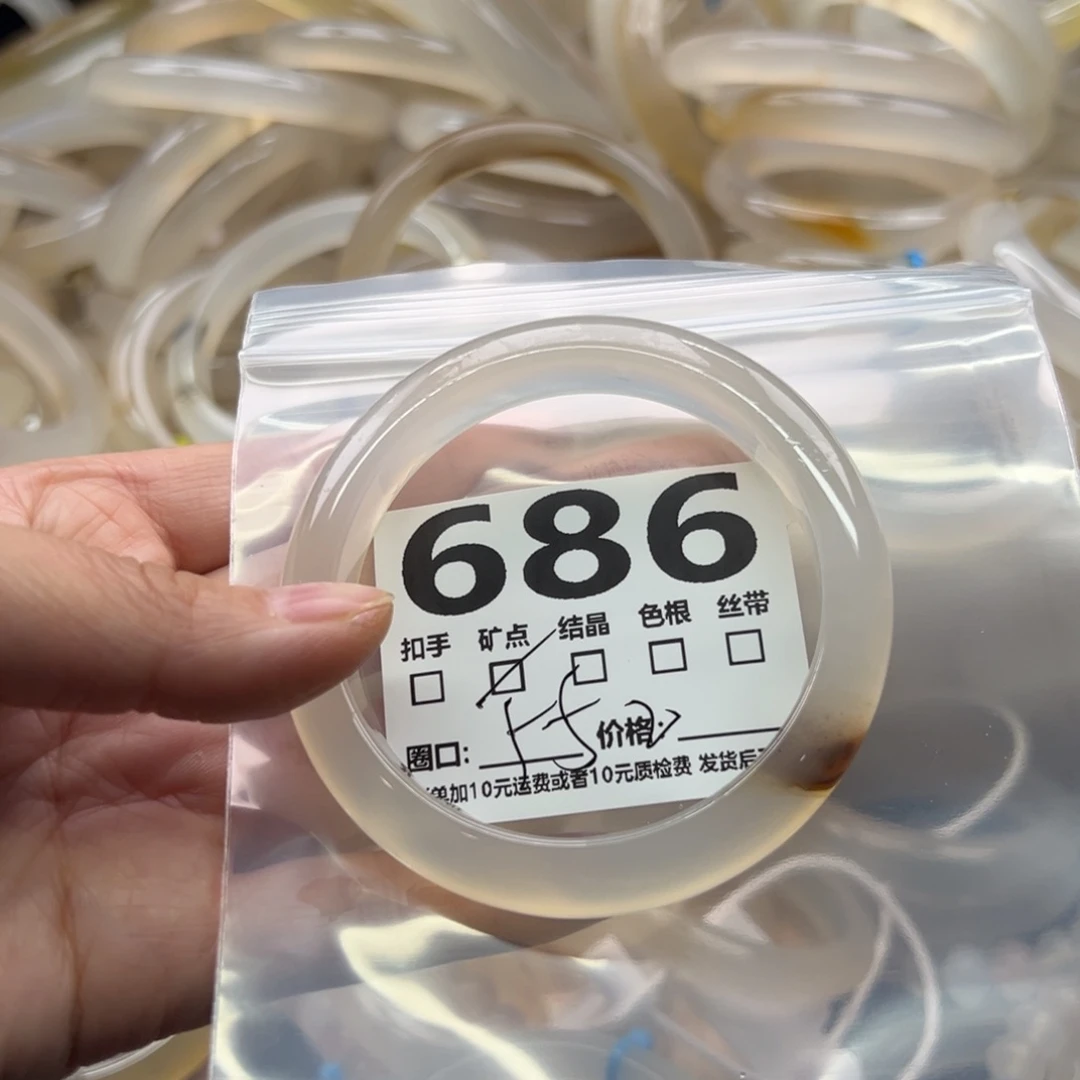 686
扣手 矿点 结晶 色根 丝带
□ □ □ □ □
圈口: 价格:
加10元运费或者10元质检费 发货后